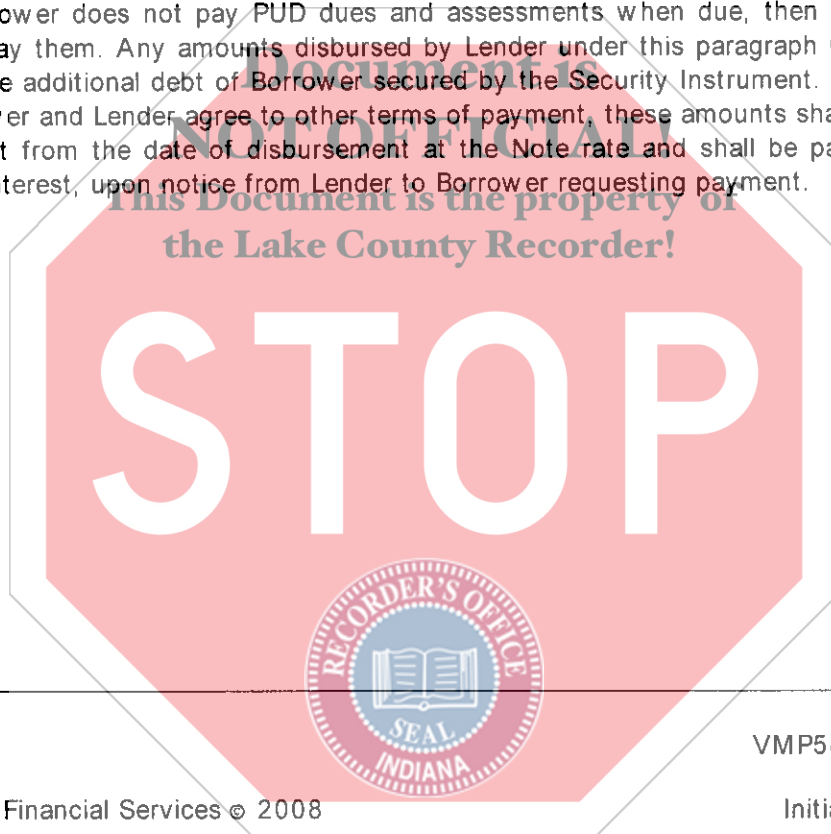 ower does not pay PUD dues and assessments when due, then
ay them. Any amounts disbursed by Lender under this paragraph
e additional debt of Borrower secured by the Security Instrument.
er and Lender agree to other terms of payment, these amounts sha
t from the date of disbursement at the Note rate and shall be pa
terest, upon notice from Lender to Borrower requesting payment.
Document is
NOT OFFICIAL!
This Document is the property of
the Lake County Recorder!
STOP
RECORDER'S OFFICE
SEAL
INDIANA
VMP5
Financial Services © 2008
Initia